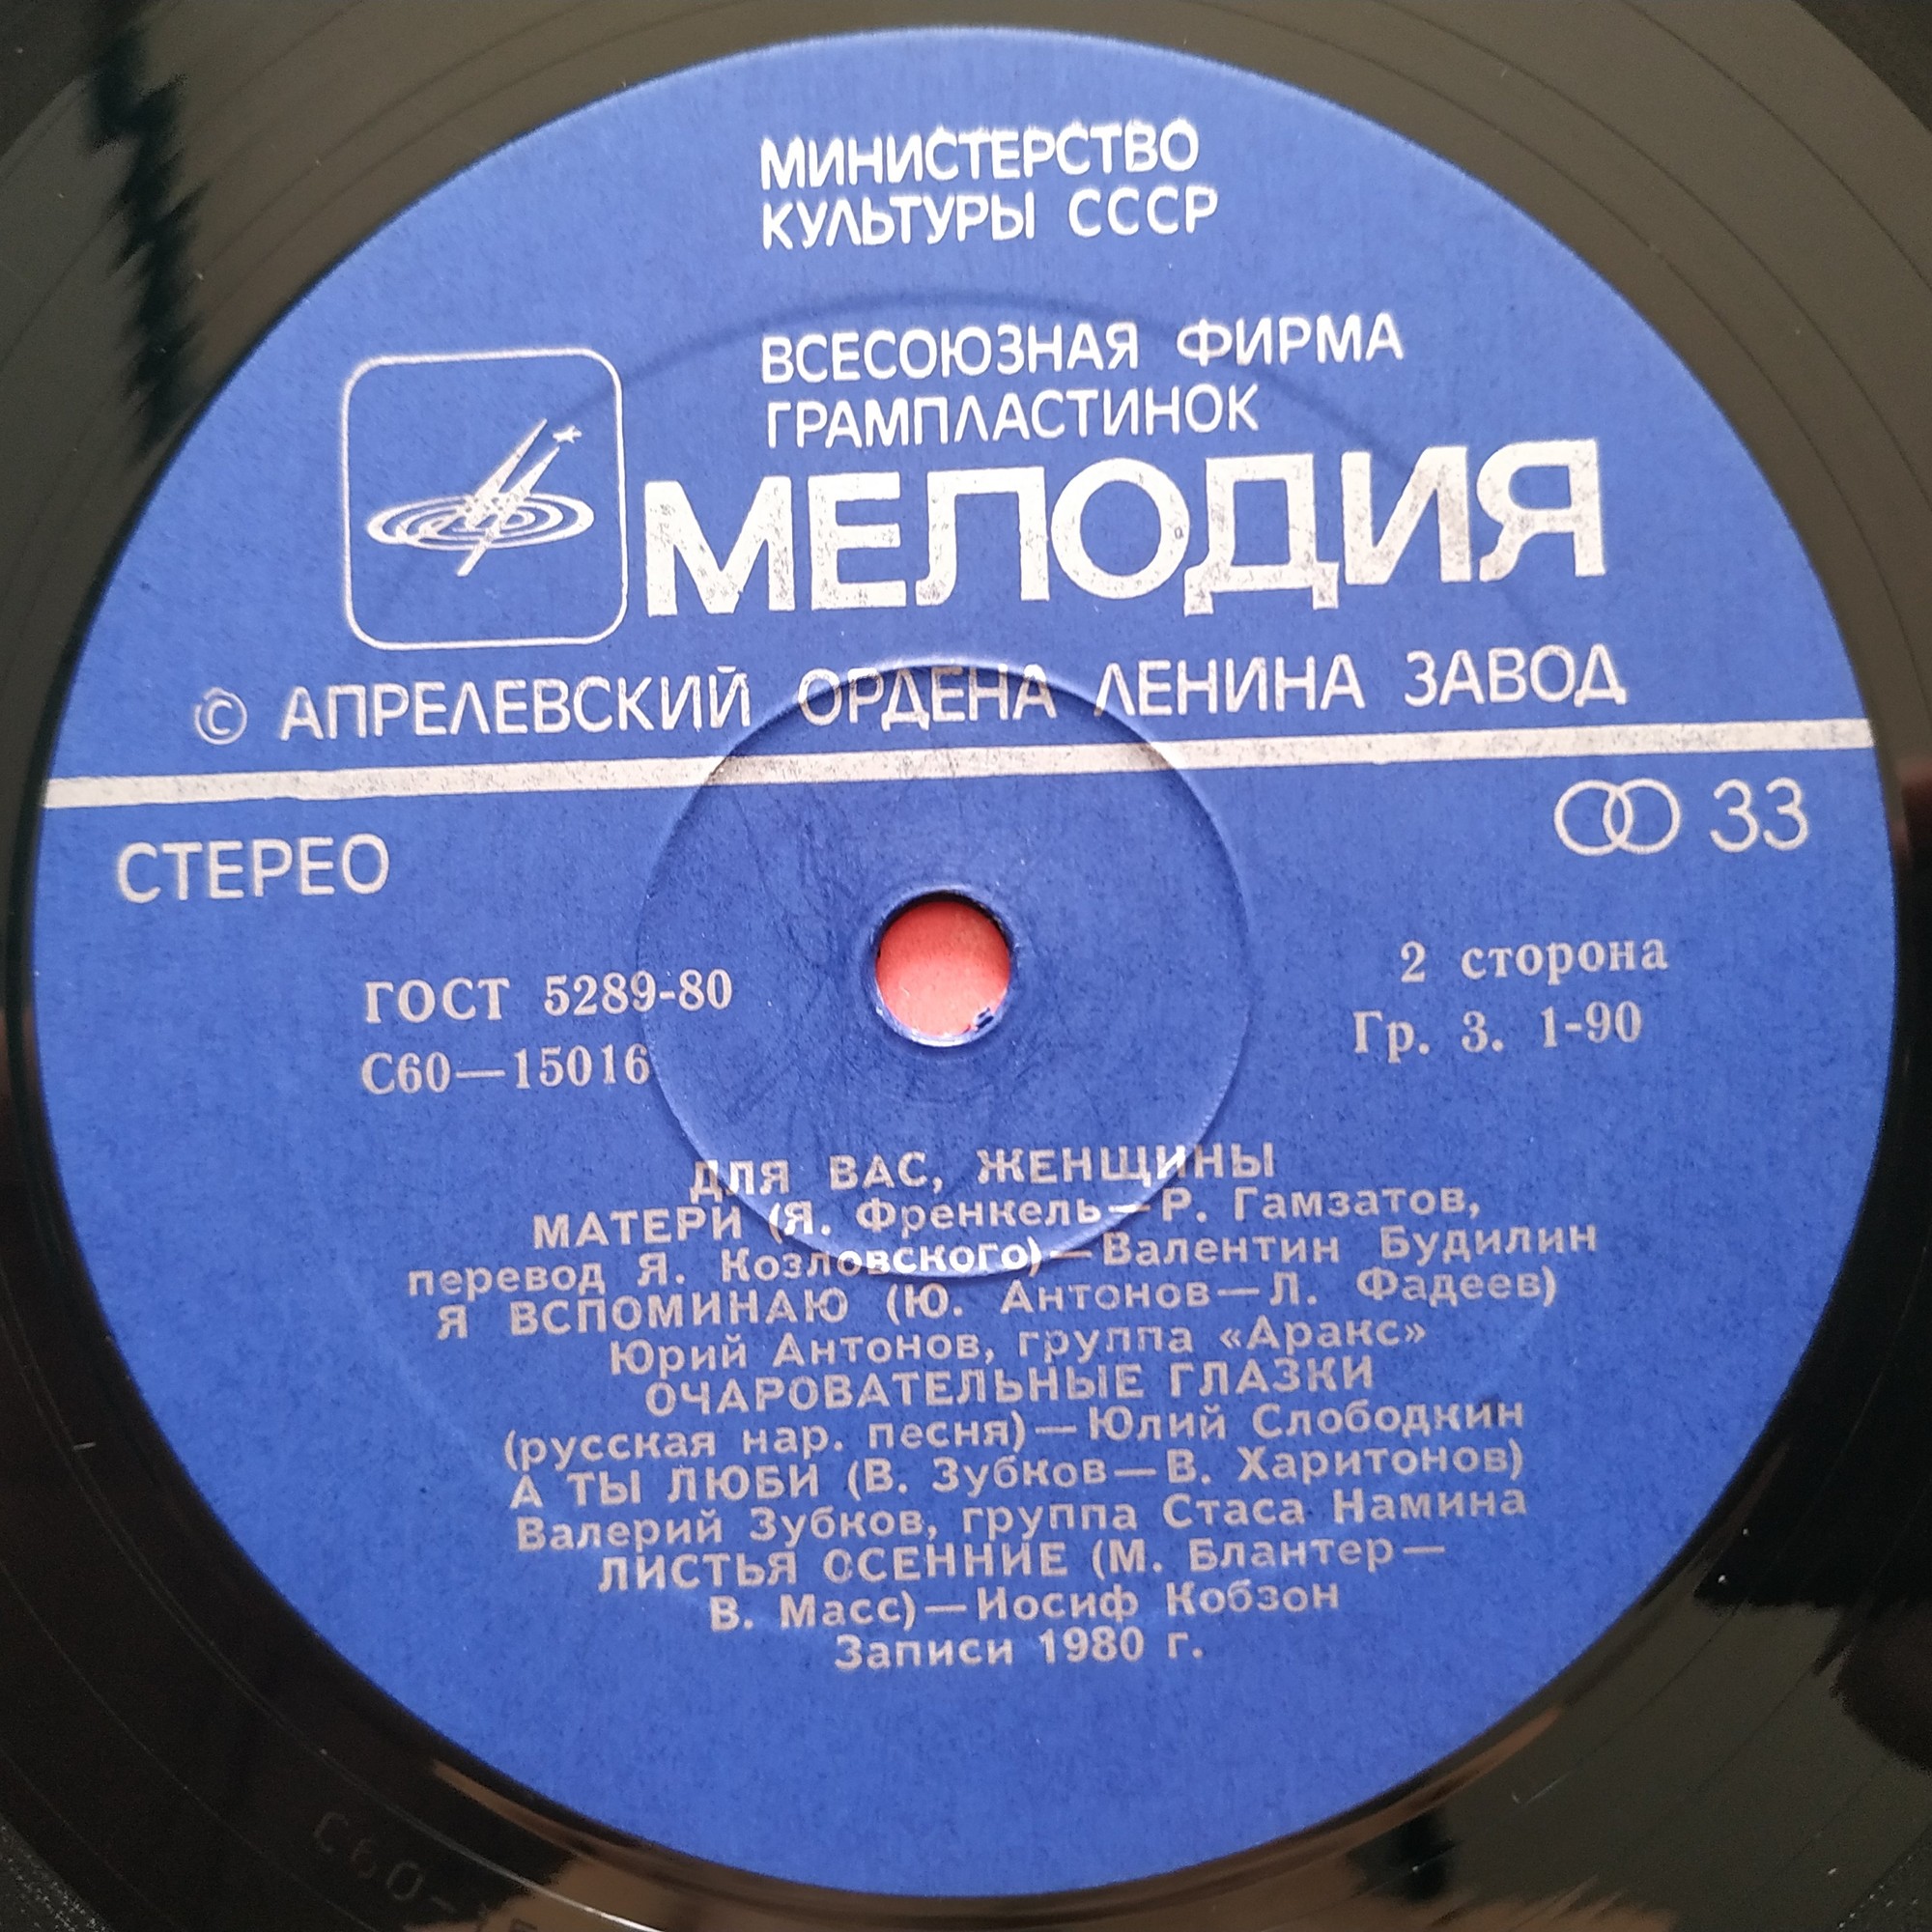 МИНИСТЕРСТВО
КУЛЬТУРЫ СССР
ВСЕСОЮЗНАЯ ФИРМА
ГРАМПЛАСТИНОК
МЕЛОДИЯ
© АПРЕЛЕВСКИЙ ОРДЕНА ЛЕНИНА ЗАВОД
СТЕРЕО
33
ГОСТ 5289-80
С60—15016
2 сторона
Гр. 3. 1-90
ДЛЯ ВАС, ЖЕНЩИНЫ
МАТЕРИ (Я. Френкель—Р. Гамзатов,
перевод Я. Козловского)—Валентин Будилин
Я ВСПОМИНАЮ (Ю. Антонов—Л. Фадеев)
Юрий Антонов, группа «Аракс»
ОЧАРОВАТЕЛЬНЫЕ ГЛАЗКИ
(русская нар. песня)—Юлий Слободкин
А ТЫ ЛЮБИ (В. Зубков—В. Харитонов)
Валерий Зубков, группа Стаса Намина
ЛИСТЬЯ ОСЕННИЕ (М. Блантер—
В. Масс)—Иосиф Кобзон
Записи 1980 г.
С60-